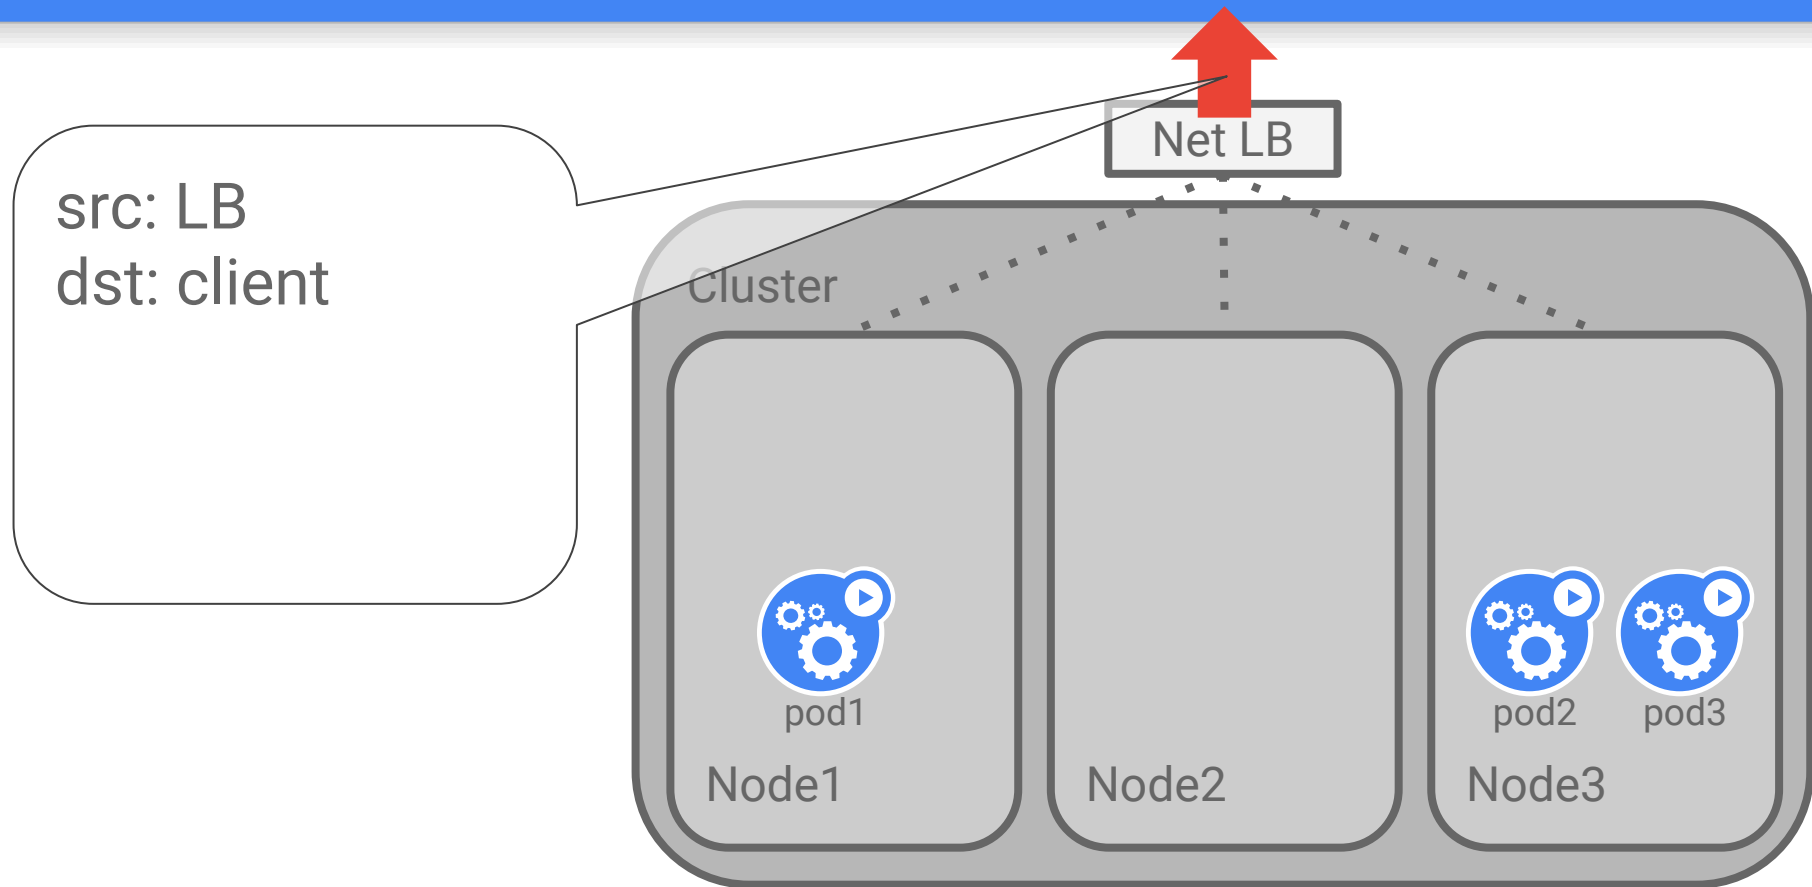 Net LB
src: LB
dst: client
Cluster
pod1
pod2
pod3
Node1
Node2
Node3